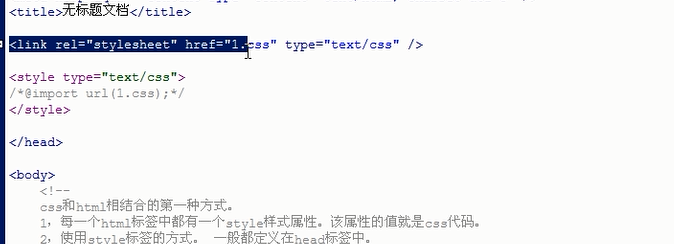 <title>无标题文档</title>
<link rel="stylesheet" href="1.css" type="text/css" />
<style type="text/css">
/*@import url(1.css);*/
</style>
</head>
<body>
<!--
css和html相结合的第一种方式。
1，每一个html标签中都有一个style样式属性。该属性的值就是css代码。
2，使用style标签的方式。 一般都定义在head标签中。